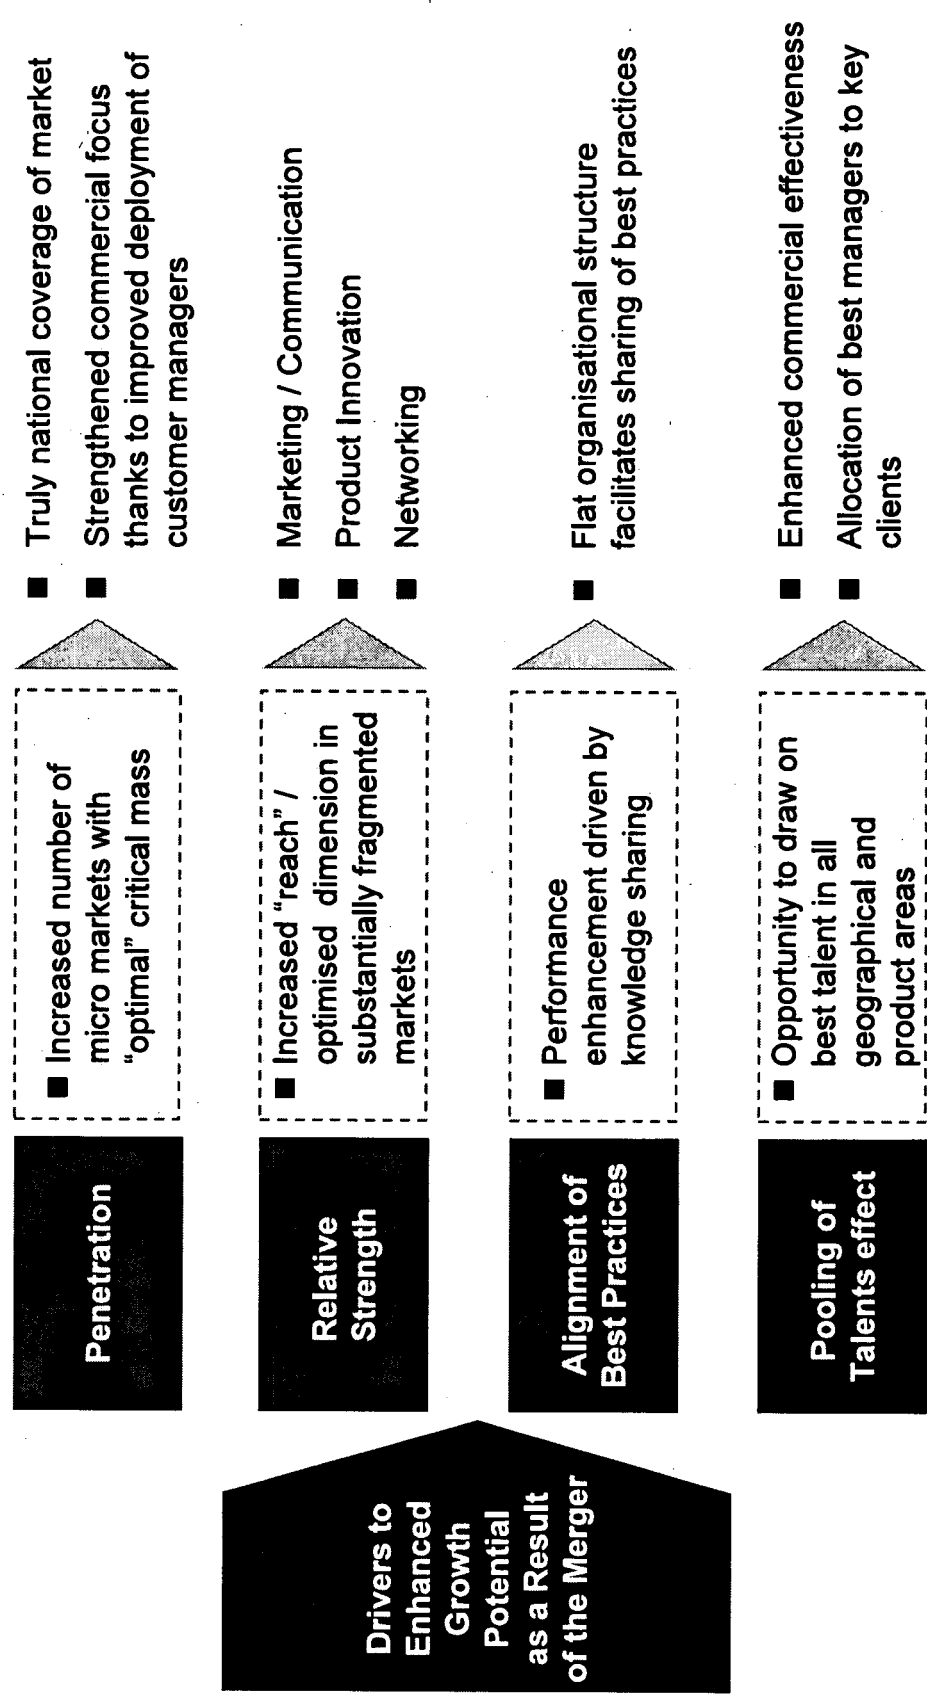 Drivers to
Enhanced
Growth
Potential
as a Result
of the Merger
Penetration
■ Increased number of
micro markets with
“optimal” critical mass
■ Truly national coverage of market
■ Strengthened commercial focus
thanks to improved deployment of
customer managers
Relative
Strength
■ Increased “reach” /
optimised dimension in
substantially fragmented
markets
■ Marketing / Communication
■ Product Innovation
■ Networking
Alignment of
Best Practices
■ Performance
enhancement driven by
knowledge sharing
■ Flat organisational structure
facilitates sharing of best practices
Pooling of
Talents effect
■ Opportunity to draw on
best talent in all
geographical and
product areas
■ Enhanced commercial effectiveness
■ Allocation of best managers to key
clients